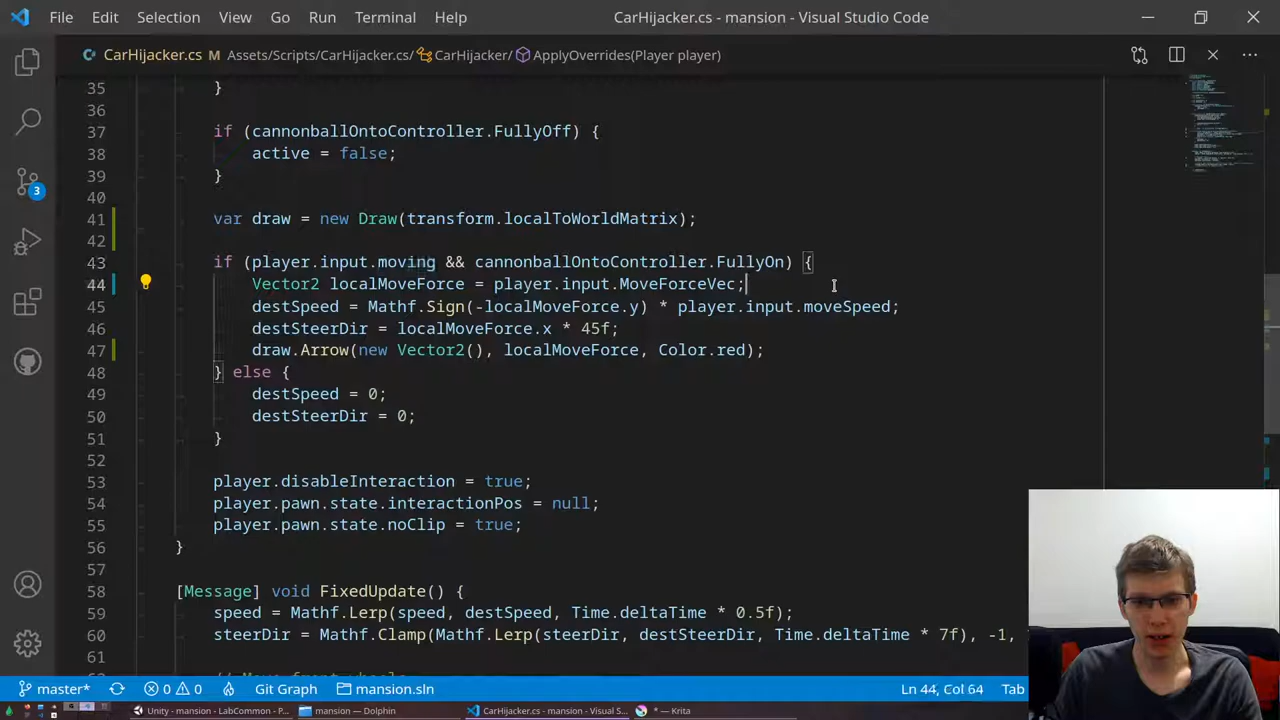 File Edit Selection View Go Run Terminal Help CarHijacker.cs - mansion - Visual Studio Code
CarHijacker.cs M Assets/Scripts/CarHijacker.cs/ CarHijacker/ ApplyOverrides(Player player)
35 }
36
37 if (cannonballOntoController.FullyOff) {
38 active = false;
39 }
40
41 var draw = new Draw(transform.localToWorldMatrix);
42
43 if (player.input.moving && cannonballOntoController.FullyOn) {
44 Vector2 localMoveForce = player.input.MoveForceVec;
45 destSpeed = Mathf.Sign(-localMoveForce.y) * player.input.moveSpeed;
46 destSteerDir = localMoveForce.x * 45f;
47 draw.Arrow(new Vector2(), localMoveForce, Color.red);
48 } else {
49 destSpeed = 0;
50 destSteerDir = 0;
51 }
52
53 player.disableInteraction = true;
54 player.pawn.state.interactionPos = null;
55 player.pawn.state.noClip = true;
56 }
57
58 [Message] void FixedUpdate() {
59 speed = Mathf.Lerp(speed, destSpeed, Time.deltaTime * 0.5f);
60 steerDir = Mathf.Clamp(Mathf.Lerp(steerDir, destSteerDir, Time.deltaTime * 7f), -1,
61
3
master* 0 0 Git Graph mansion.sln Ln 44, Col 64 Tab
Unity - mansion - LabCommon - P... mansion — Dolphin CarHijacker.cs - mansion - Visual S... * — Krita